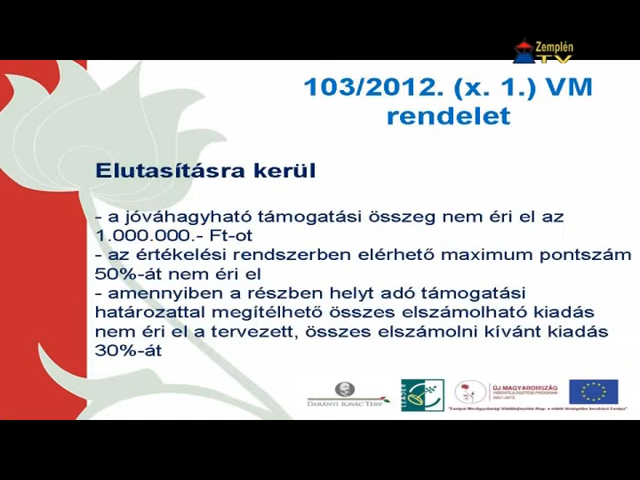 Zemplén
TV
103/2012. (x. 1.) VM
rendelet
Elutasításra kerül
- a jóváhagyható támogatási összeg nem éri el az
1.000.000.- Ft-ot
- az értékelési rendszerben elérhető maximum pontszám
50%-át nem éri el
- amennyiben a részben helyt adó támogatási
határozattal megítélhető összes elszámolható kiadás
nem éri el a tervezett, összes elszámolni kívánt kiadás
30%-át
DARÁNYI IGNÁC TERV
LEADER
ÚJ MAGYARORSZÁG
VIDÉKFEJLESZTÉSI PROGRAM
2007-2013